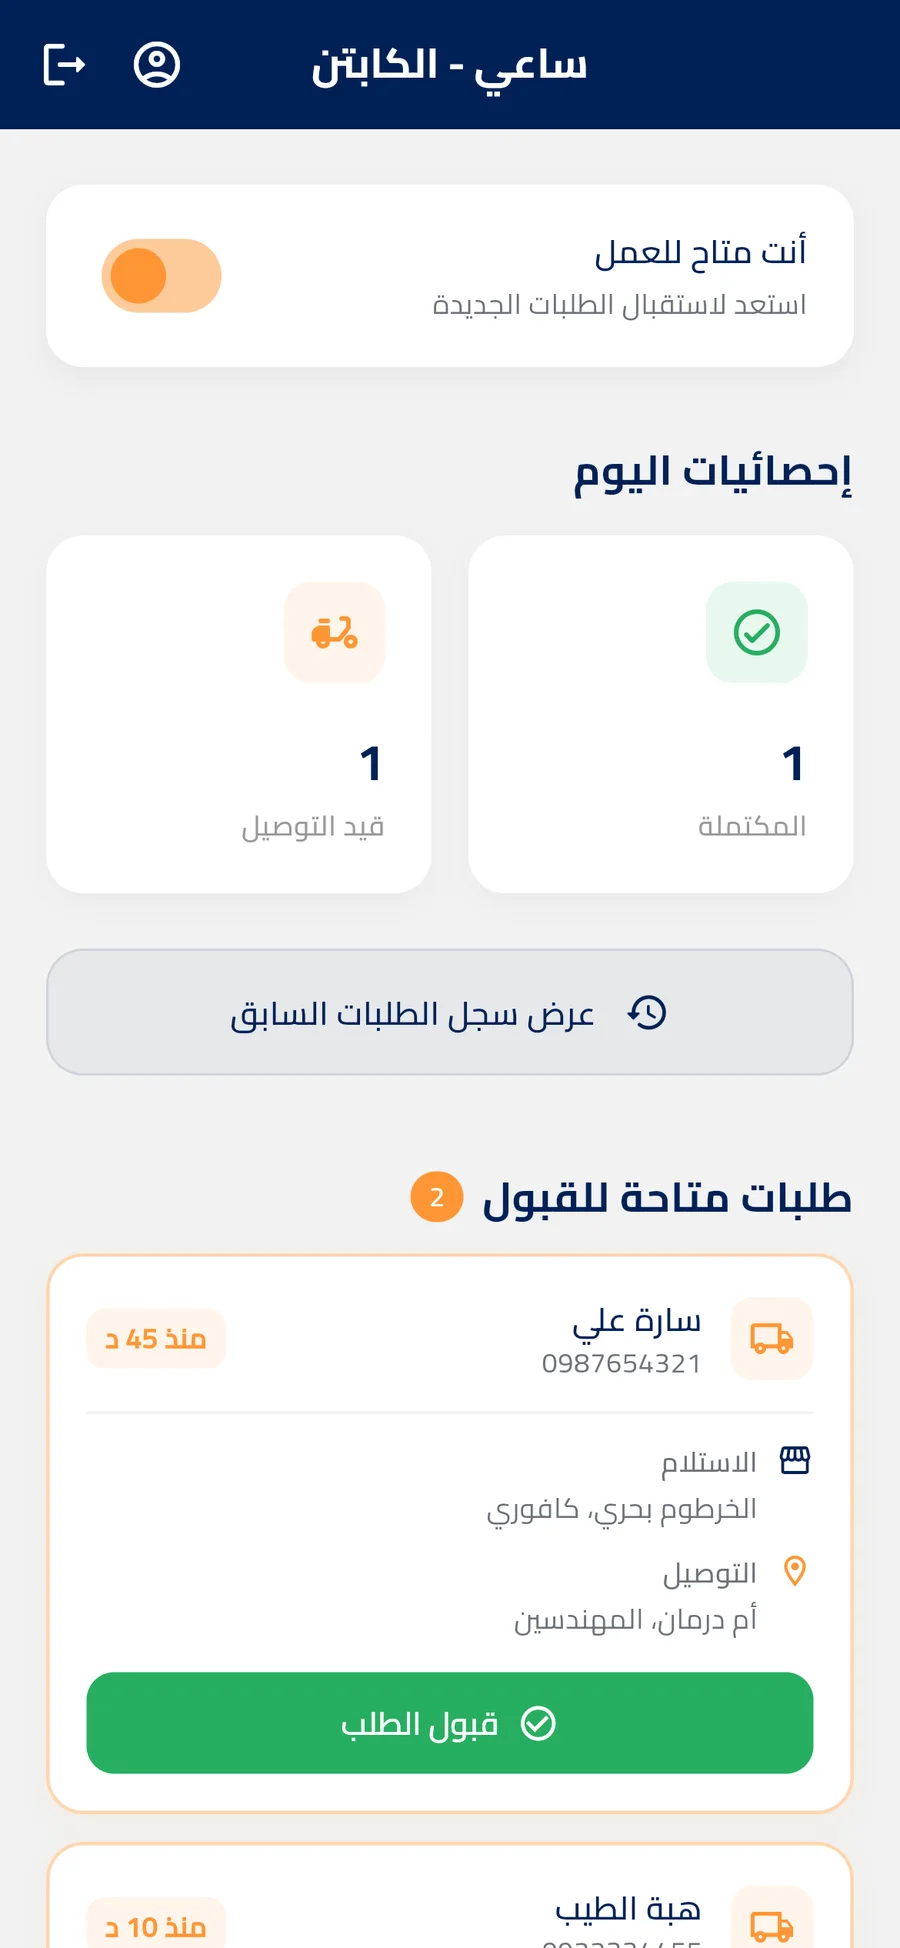 ساعي - الكابتن
أنت متاح للعمل
استعد لاستقبال الطلبات الجديدة
إحصائيات اليوم
1
المكتملة
1
قيد التوصيل
عرض سجل الطلبات السابق
طلبات متاحة للقبول 2
سارة علي
منذ 45 د
0987654321
الاستلام
الخرطوم بحري، كافوري
التوصيل
أم درمان، المهندسين
قبول الطلب
هبة الطيب
منذ 10 د